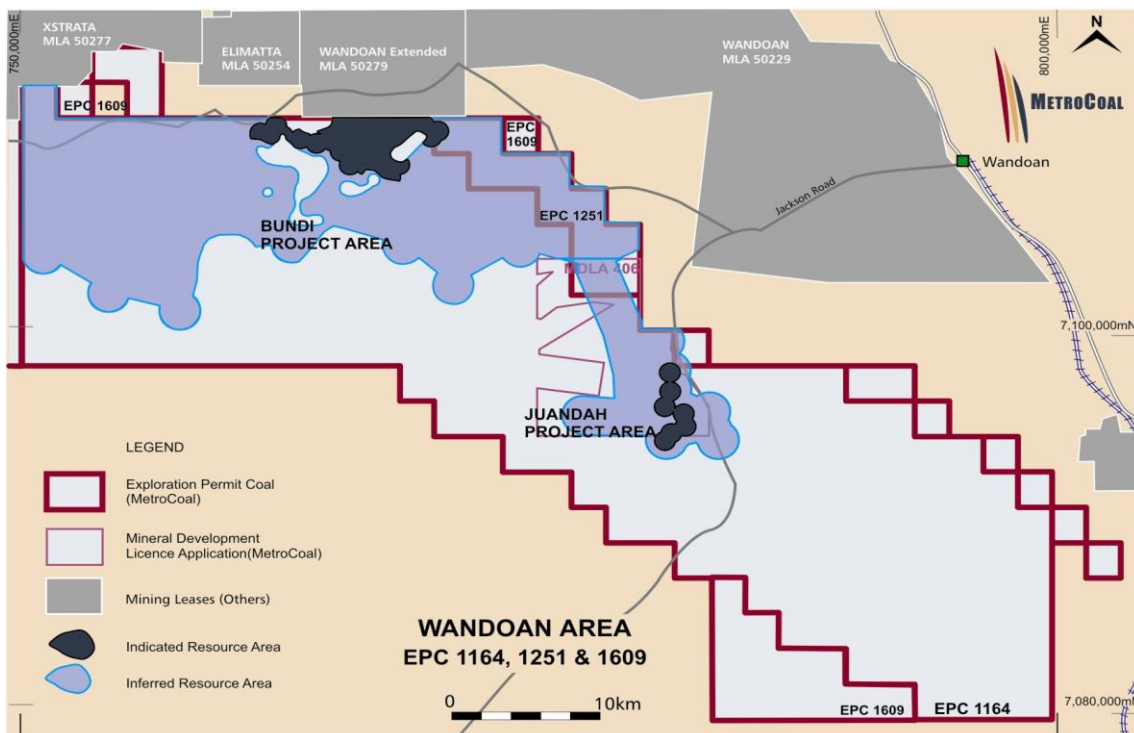 750,000mE
XSTRATA
MLA 50277
ELIMATTA
MLA 50254
WANDOAN Extended
MLA 50279
WANDOAN
MLA 50229
800,000mE
N
METROCOAL
EPC 1609
EPC
1609
Wandoan
Jackson Road
EPC 1251
BUNDI
PROJECT AREA
MDLA 406
7,100,000mN
JUANDAH
PROJECT AREA
LEGEND
Exploration Permit Coal
(MetroCoal)
Mineral Development
Licence Application(MetroCoal)
Mining Leases (Others)
Indicated Resource Area
Inferred Resource Area
WANDOAN AREA
EPC 1164, 1251 & 1609
0 10km
EPC 1609
EPC 1164
7,080,000mN